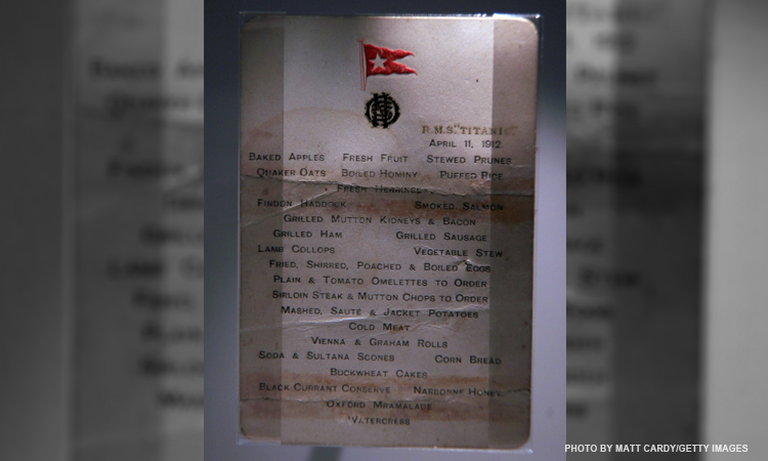 R.M.S. "TITANIC"
APRIL 11, 1912.
BAKED APPLES FRESH FRUIT STEWED PRUNES
QUAKER OATS BOILED HOMINY PUFFED RICE
FRESH HERRINGS
FINDON HADDOCK SMOKED SALMON
GRILLED MUTTON KIDNEYS & BACON
GRILLED HAM GRILLED SAUSAGE
LAMB COLLOPS VEGETABLE STEW
FRIED, SHIRRED, POACHED & BOILED EGGS
PLAIN & TOMATO OMELETTES TO ORDER
SIRLOIN STEAK & MUTTON CHOPS TO ORDER
MASHED, SAUTÉ & JACKET POTATOES
COLD MEAT
VIENNA & GRAHAM ROLLS
SODA & SULTANA SCONES CORN BREAD
BUCKWHEAT CAKES
BLACK CURRANT CONSERVE NARBONNE HONEY
OXFORD MRAMALADE
WATERCRESS
PHOTO BY MATT CARDY/GETTY IMAGES